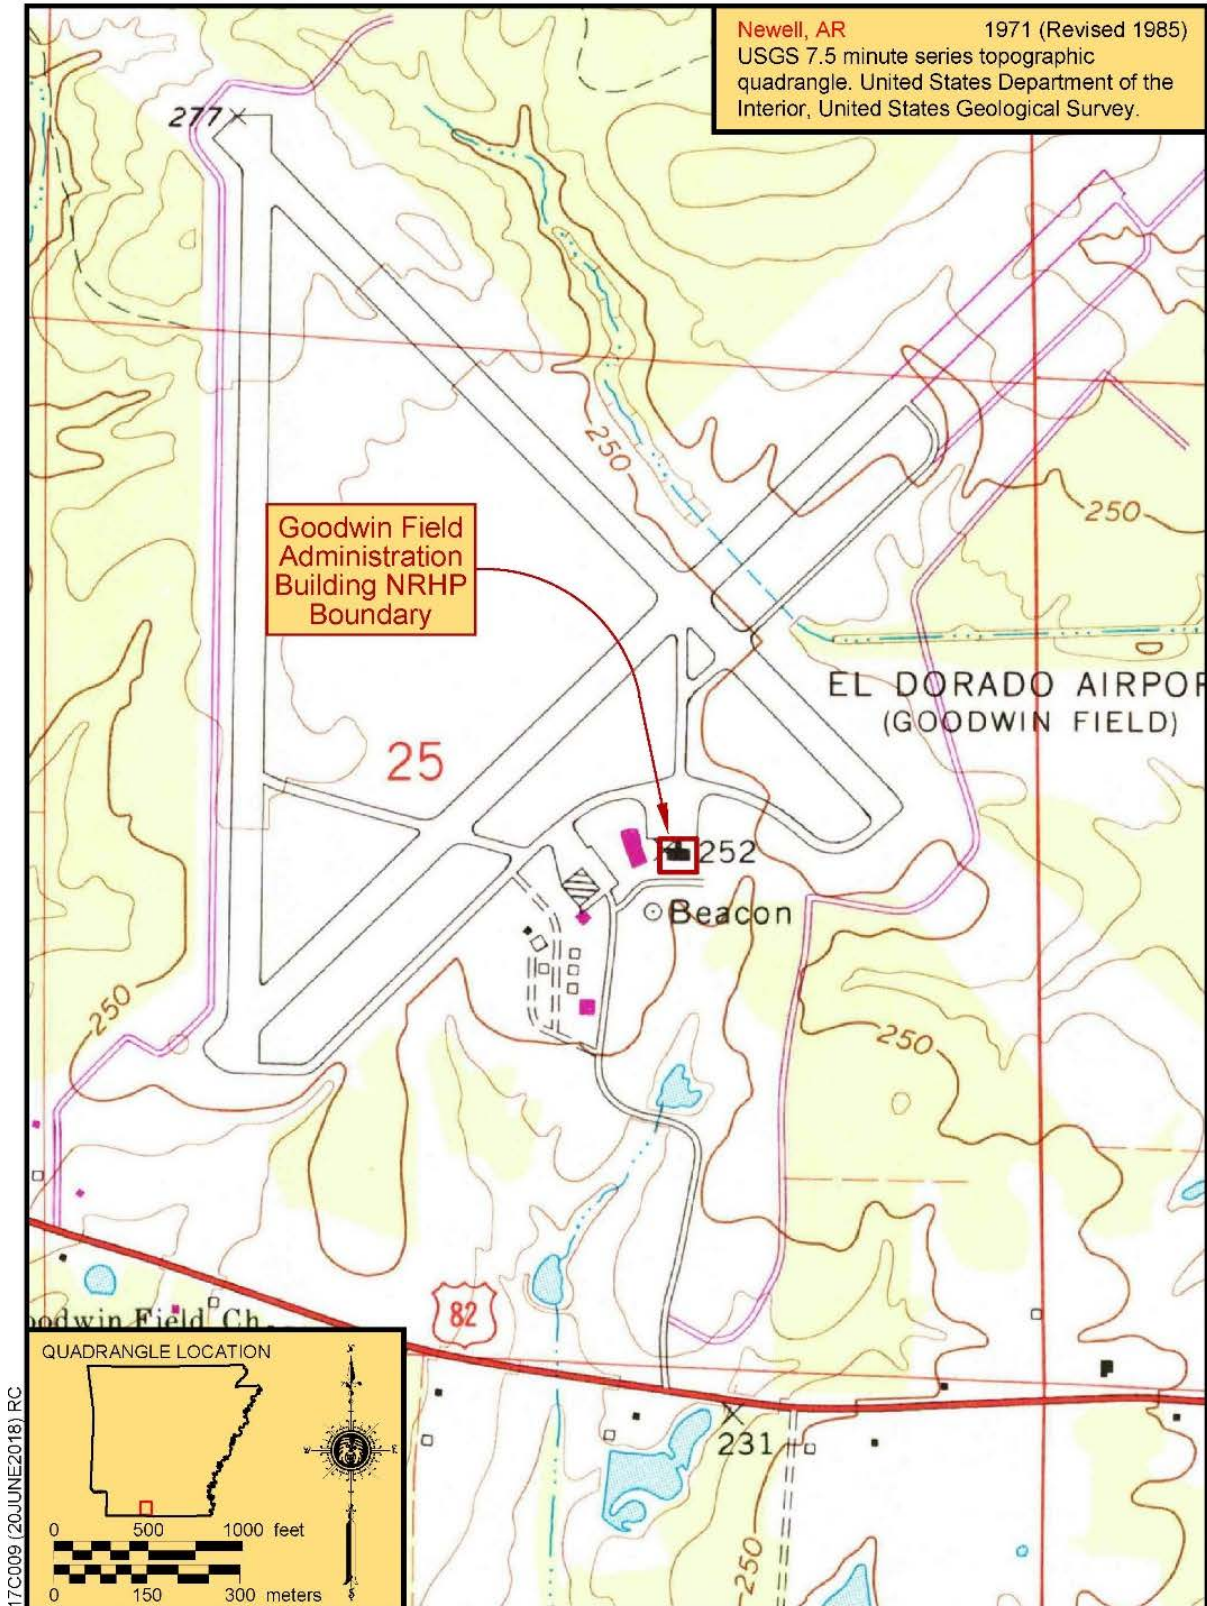 Newell, AR 1971 (Revised 1985)
USGS 7.5 minute series topographic
quadrangle. United States Department of the
Interior, United States Geological Survey.
277
250
250
Goodwin Field
Administration
Building NRHP
Boundary
EL DORADO AIRPOR
(GOODWIN FIELD)
25
252
Beacon
250
250
82
oodwin Field Ch.
231
250
QUADRANGLE LOCATION
N
W E
S
0 500 1000 feet
0 150 300 meters
17C009 (20JUNE2018) RC